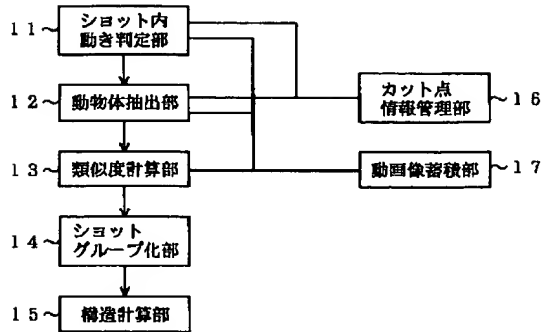 11～
ショット内
動き判定部
12～
動物体抽出部
カット点
情報管理部
～16
13～
類似度計算部
動画像蓄積部
～17
14～
ショット
グループ化部
15～
構造計算部